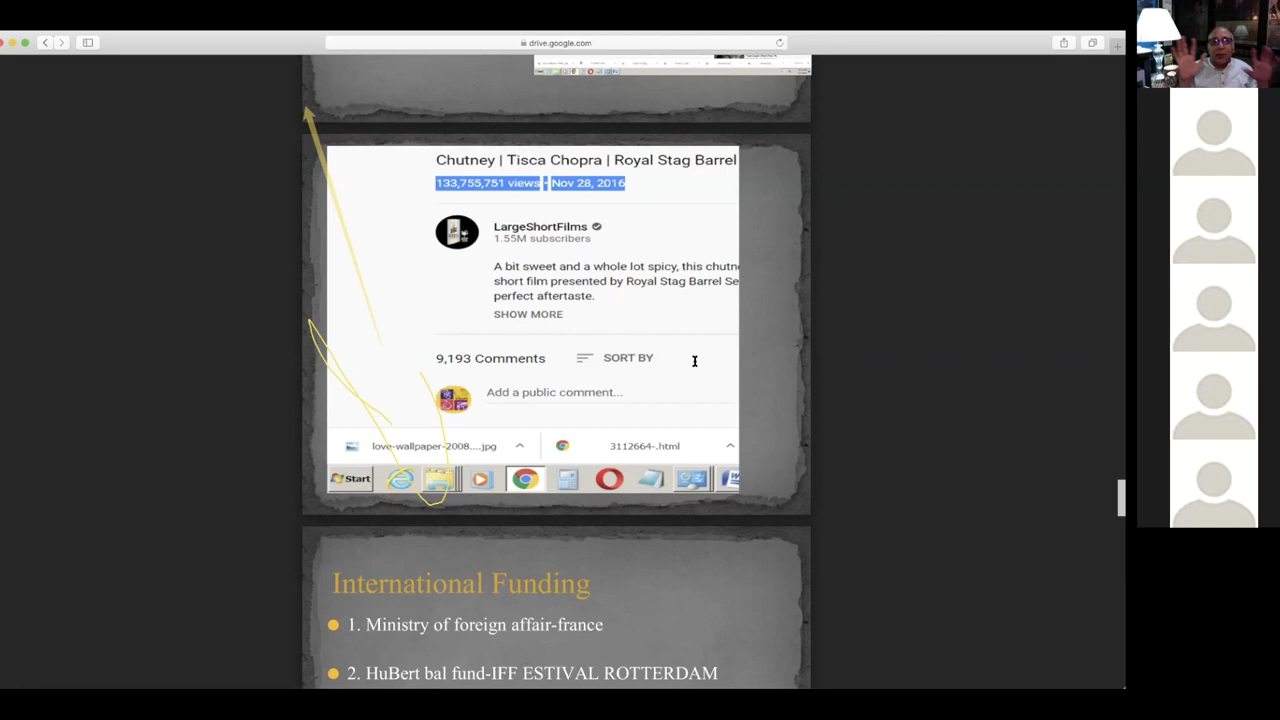 drive.google.com
Chutney | Tisca Chopra | Royal Stag Barrel
133,755,751 views · Nov 28, 2016
LargeShortFilms
1.55M subscribers
A bit sweet and a whole lot spicy, this chutne
short film presented by Royal Stag Barrel Se
perfect aftertaste.
SHOW MORE
9,193 Comments SORT BY
Add a public comment...
love-wallpaper-2008....jpg 3112664-.html
Start
International Funding
1. Ministry of foreign affair-france
2. HuBert bal fund-IFF ESTIVAL ROTTERDAM